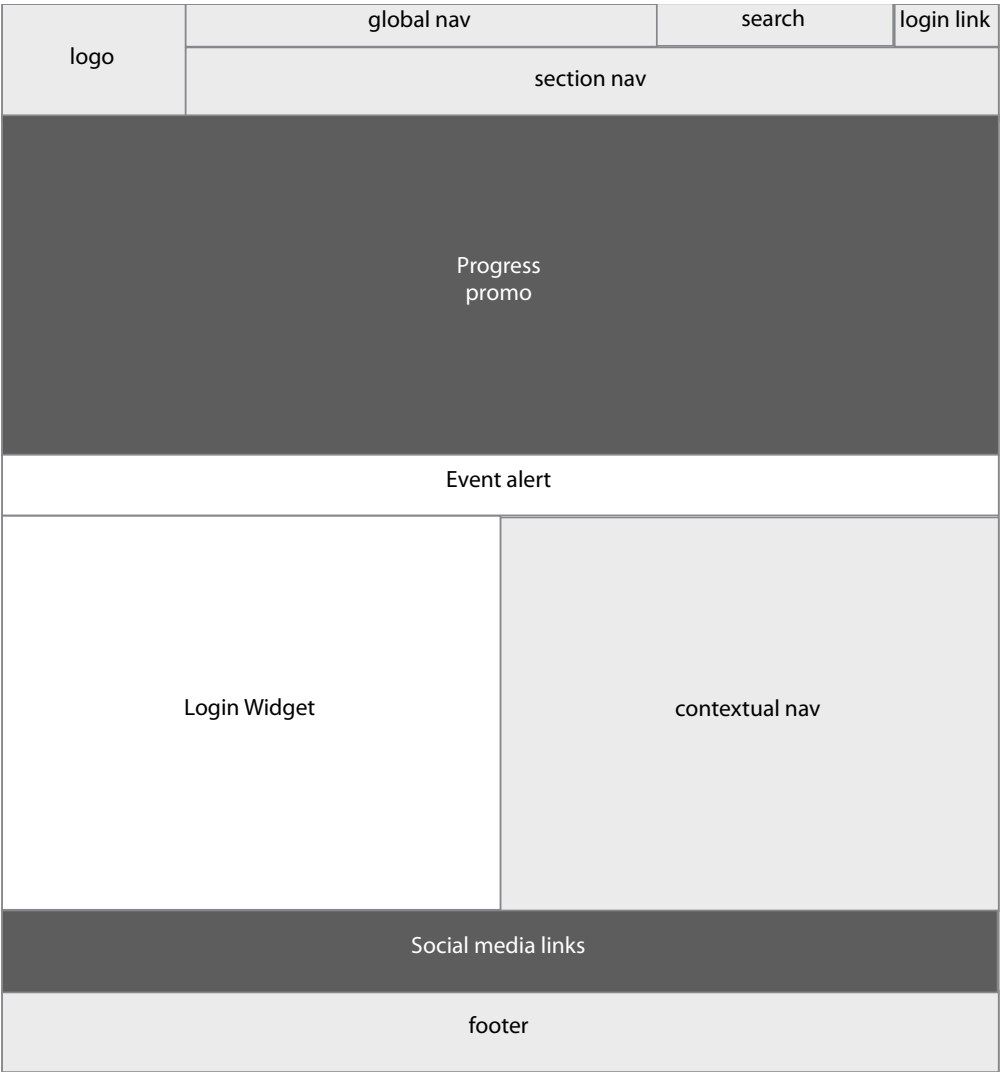 global nav
search
login link
logo
section nav
Progress
promo
Event alert
Login Widget
contextual nav
Social media links
footer